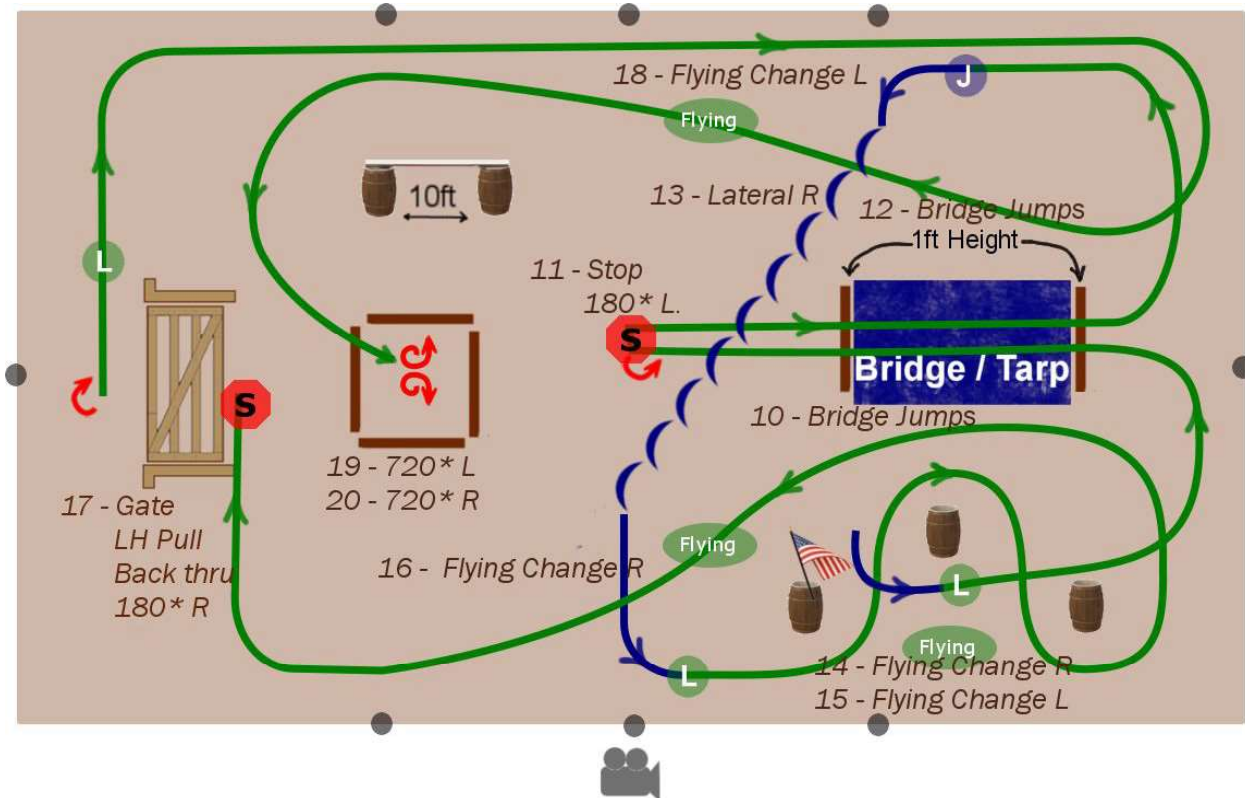 18 - Flying Change L
J
Flying
10ft
13 - Lateral R
12 - Bridge Jumps
1ft Height
L
11 - Stop
180* L.
S
Bridge / Tarp
S
10 - Bridge Jumps
19 - 720* L
20 - 720* R
17 - Gate
LH Pull
Back thru
180* R
Flying
16 - Flying Change R
L
Flying
14 - Flying Change R
L
15 - Flying Change L